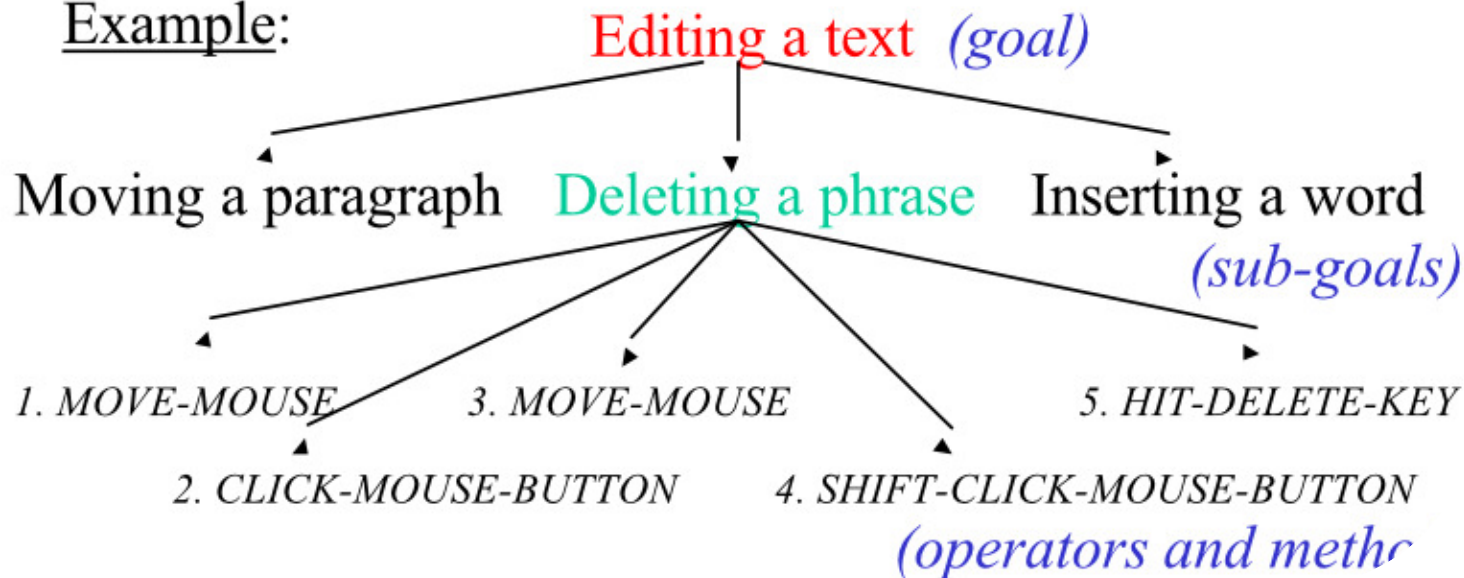 Example:
Editing a text (goal)
Moving a paragraph Deleting a phrase Inserting a word
(sub-goals)
1. MOVE-MOUSE 3. MOVE-MOUSE 5. HIT-DELETE-KEY
2. CLICK-MOUSE-BUTTON 4. SHIFT-CLICK-MOUSE-BUTTON
(operators and